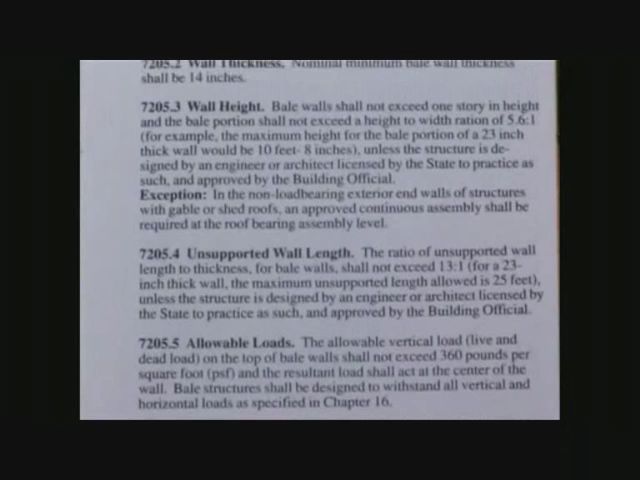 7205.2 Wall Thickness. Nominal minimum bale wall thickness
shall be 14 inches.
7205.3 Wall Height. Bale walls shall not exceed one story in height
and the bale portion shall not exceed a height to width ration of 5.6:1
(for example, the maximum height for the bale portion of a 23 inch
thick wall would be 10 feet- 8 inches), unless the structure is de-
signed by an engineer or architect licensed by the State to practice as
such, and approved by the Building Official.
Exception: In the non-loadbearing exterior end walls of structures
with gable or shed roofs, an approved continuous assembly shall be
required at the roof bearing assembly level.
7205.4 Unsupported Wall Length. The ratio of unsupported wall
length to thickness, for bale walls, shall not exceed 13:1 (for a 23-
inch thick wall, the maximum unsupported length allowed is 25 feet),
unless the structure is designed by an engineer or architect licensed by
the State to practice as such, and approved by the Building Official.
7205.5 Allowable Loads. The allowable vertical load (live and
dead load) on the top of bale walls shall not exceed 360 pounds per
square foot (psf) and the resultant load shall act at the center of the
wall. Bale structures shall be designed to withstand all vertical and
horizontal loads as specified in Chapter 16.